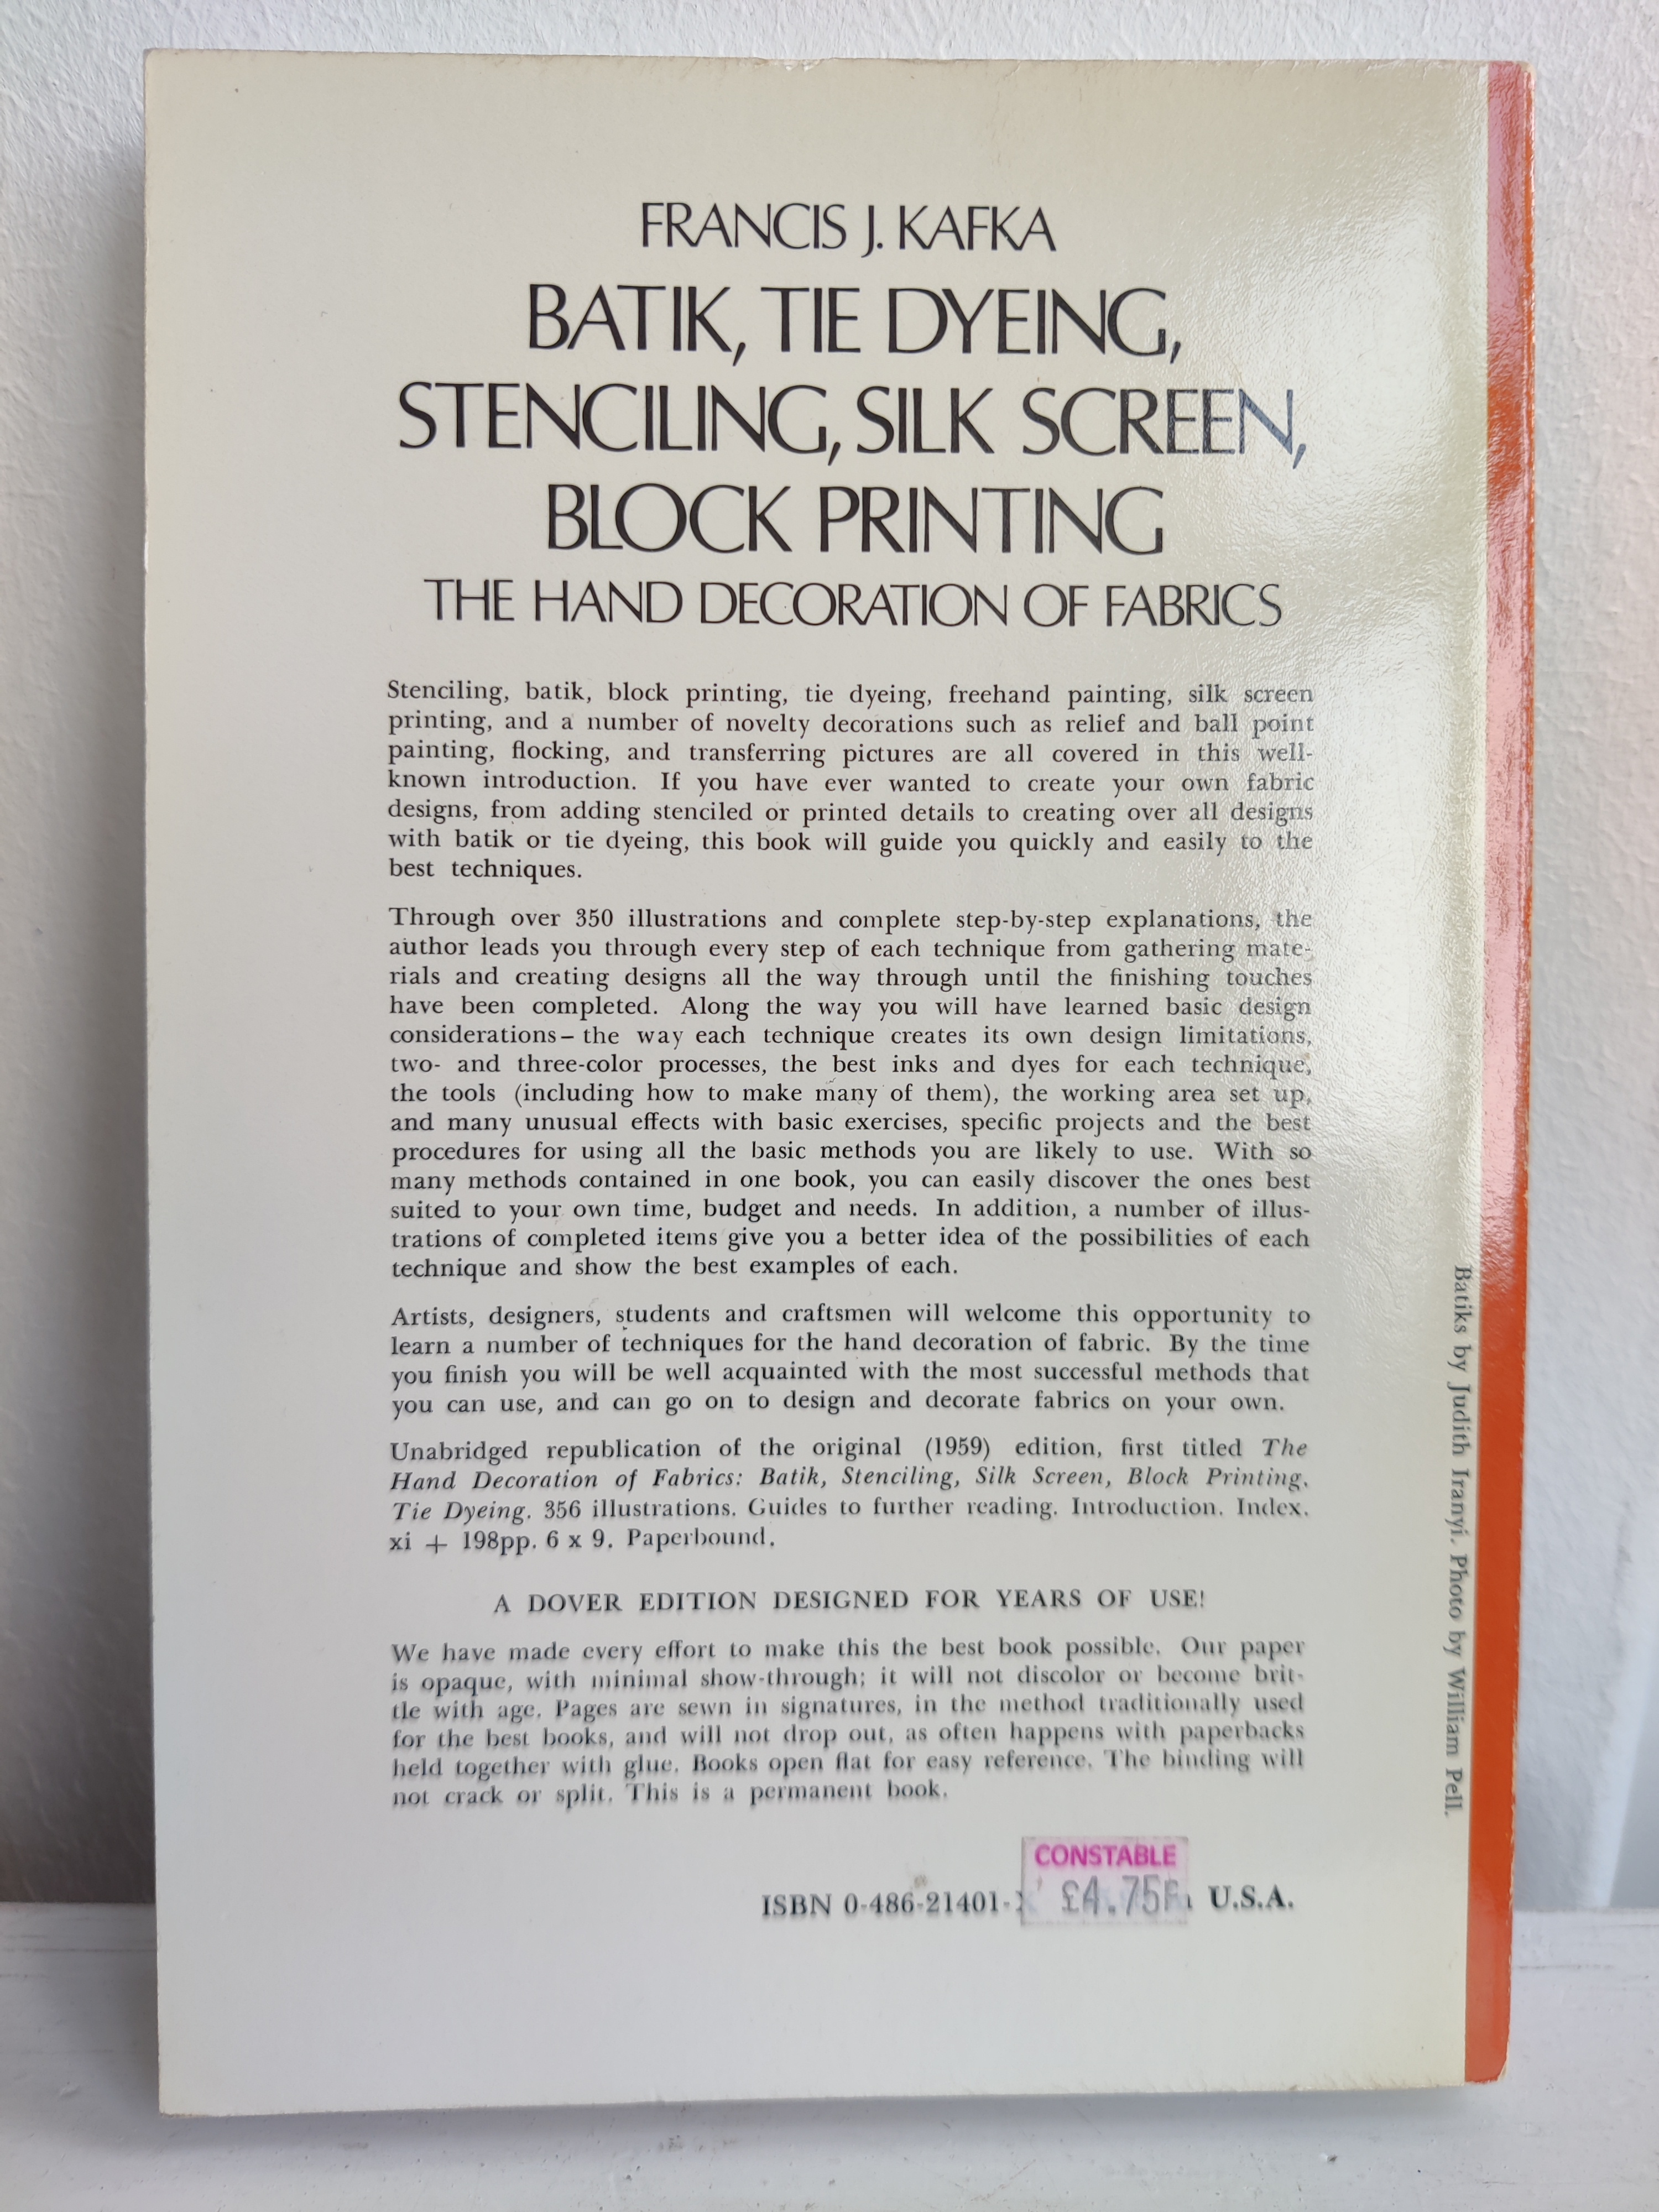 FRANCIS J. KAFKA
BATIK, TIE DYEING,
STENCILING, SILK SCREEN,
BLOCK PRINTING
THE HAND DECORATION OF FABRICS
Stenciling, batik, block printing, tie dyeing, freehand painting, silk screen
printing, and a number of novelty decorations such as relief and ball point
painting, flocking, and transferring pictures are all covered in this well-
known introduction. If you have ever wanted to create your own fabric
designs, from adding stenciled or printed details to creating over all designs
with batik or tie dyeing, this book will guide you quickly and easily to the
best techniques.
Through over 350 illustrations and complete step-by-step explanations, the
author leads you through every step of each technique from gathering mate-
rials and creating designs all the way through until the finishing touches
have been completed. Along the way you will have learned basic design
considerations – the way each technique creates its own design limitations,
two- and three-color processes, the best inks and dyes for each technique,
the tools (including how to make many of them), the working area set up,
and many unusual effects with basic exercises, specific projects and the best
procedures for using all the basic methods you are likely to use. With so
many methods contained in one book, you can easily discover the ones best
suited to your own time, budget and needs. In addition, a number of illus-
trations of completed items give you a better idea of the possibilities of each
technique and show the best examples of each.
Artists, designers, students and craftsmen will welcome this opportunity to
learn a number of techniques for the hand decoration of fabric. By the time
you finish you will be well acquainted with the most successful methods that
you can use, and can go on to design and decorate fabrics on your own.
Unabridged republication of the original (1959) edition, first titled The
Hand Decoration of Fabrics: Batik, Stenciling, Silk Screen, Block Printing,
Tie Dyeing. 356 illustrations. Guides to further reading. Introduction. Index.
xi + 198pp. 6 x 9. Paperbound.
A DOVER EDITION DESIGNED FOR YEARS OF USE!
We have made every effort to make this the best book possible. Our paper
is opaque, with minimal show-through; it will not discolor or become brit-
tle with age. Pages are sewn in signatures, in the method traditionally used
for the best books, and will not drop out, as often happens with paperbacks
held together with glue. Books open flat for easy reference. The binding will
not crack or split. This is a permanent book.
CONSTABLE
£4.75
ISBN 0-486-21401- U.S.A.
Batiks by Judith Iranyi. Photo by William Pell.